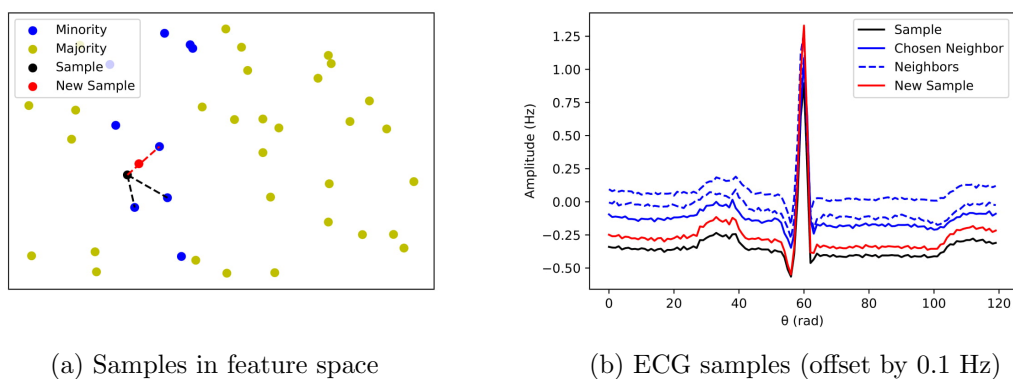 Minority
Majority
Sample
New Sample
(a) Samples in feature space
Amplitude (Hz)
1.25
1.00
0.75
0.50
0.25
0.00
−0.25
−0.50
0
20
40
60
80
100
120
θ (rad)
Sample
Chosen Neighbor
Neighbors
New Sample
(b) ECG samples (offset by 0.1 Hz)